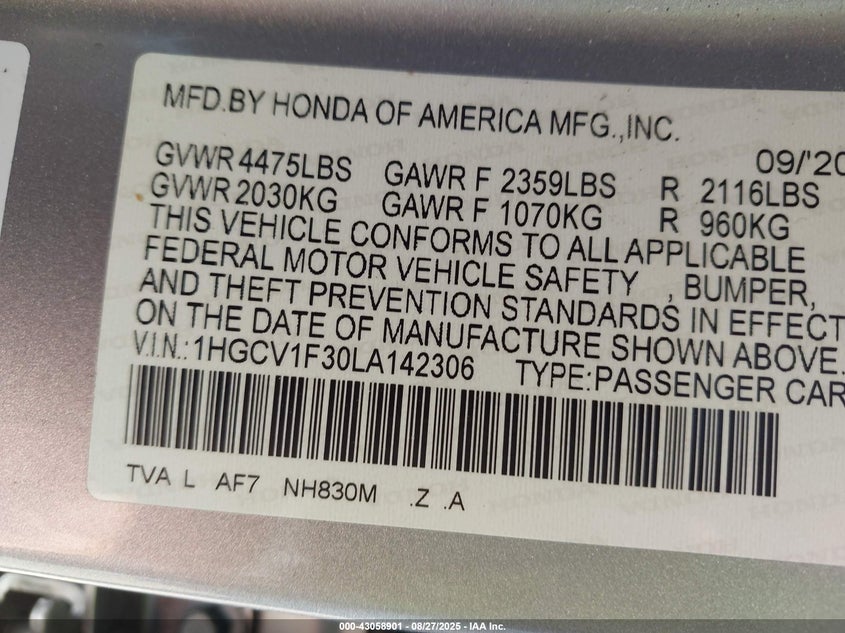 MFD.BY HONDA OF AMERICA MFG.,INC.
09/'20
GVWR 4475LBS GAWR F 2359LBS R 2116LBS
GVWR 2030KG GAWR F 1070KG R 960KG
THIS VEHICLE CONFORMS TO ALL APPLICABLE
FEDERAL MOTOR VEHICLE SAFETY , BUMPER,
AND THEFT PREVENTION STANDARDS IN EFFECT
ON THE DATE OF MANUFACTURE SHOWN ABOVE.
V.I.N.:1HGCV1F30LA142306 TYPE:PASSENGER CAR
TVA L AF7 NH830M .Z .A
000-43058901 - 08/27/2025 - IAA Inc.